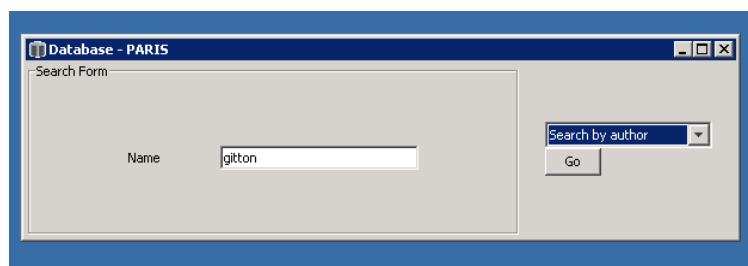 Database - PARIS
Search Form
Search by author
Name
gitton
Go